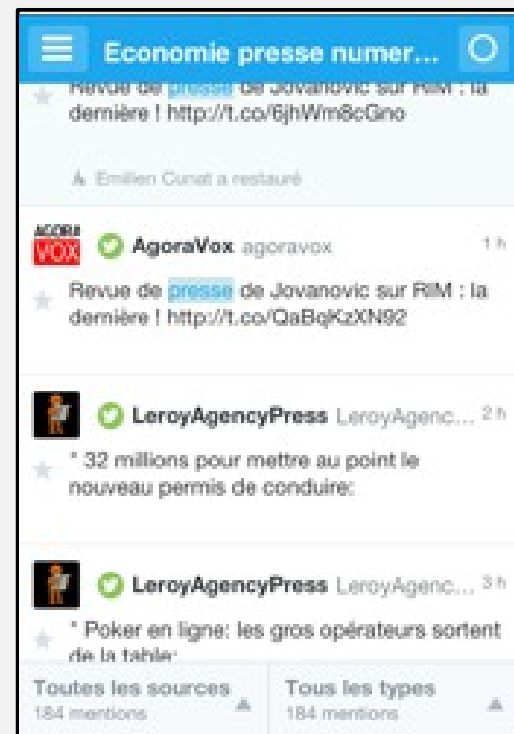 Economie presse numer...
Revue de presse de Jovanovic sur RIM : la
dernière ! http://t.co/6jhWm8cGno
Emilien Cunat a restauré
AGORA
VOX
AgoraVox agoravox 1 h
Revue de presse de Jovanovic sur RIM : la
dernière ! http://t.co/QaBqKzXN92
LeroyAgencyPress LeroyAgenc... 2 h
* 32 millions pour mettre au point le
nouveau permis de conduire:
LeroyAgencyPress LeroyAgenc... 3 h
* Poker en ligne: les gros opérateurs sortent
de la table:
Toutes les sources
184 mentions
Tous les types
184 mentions